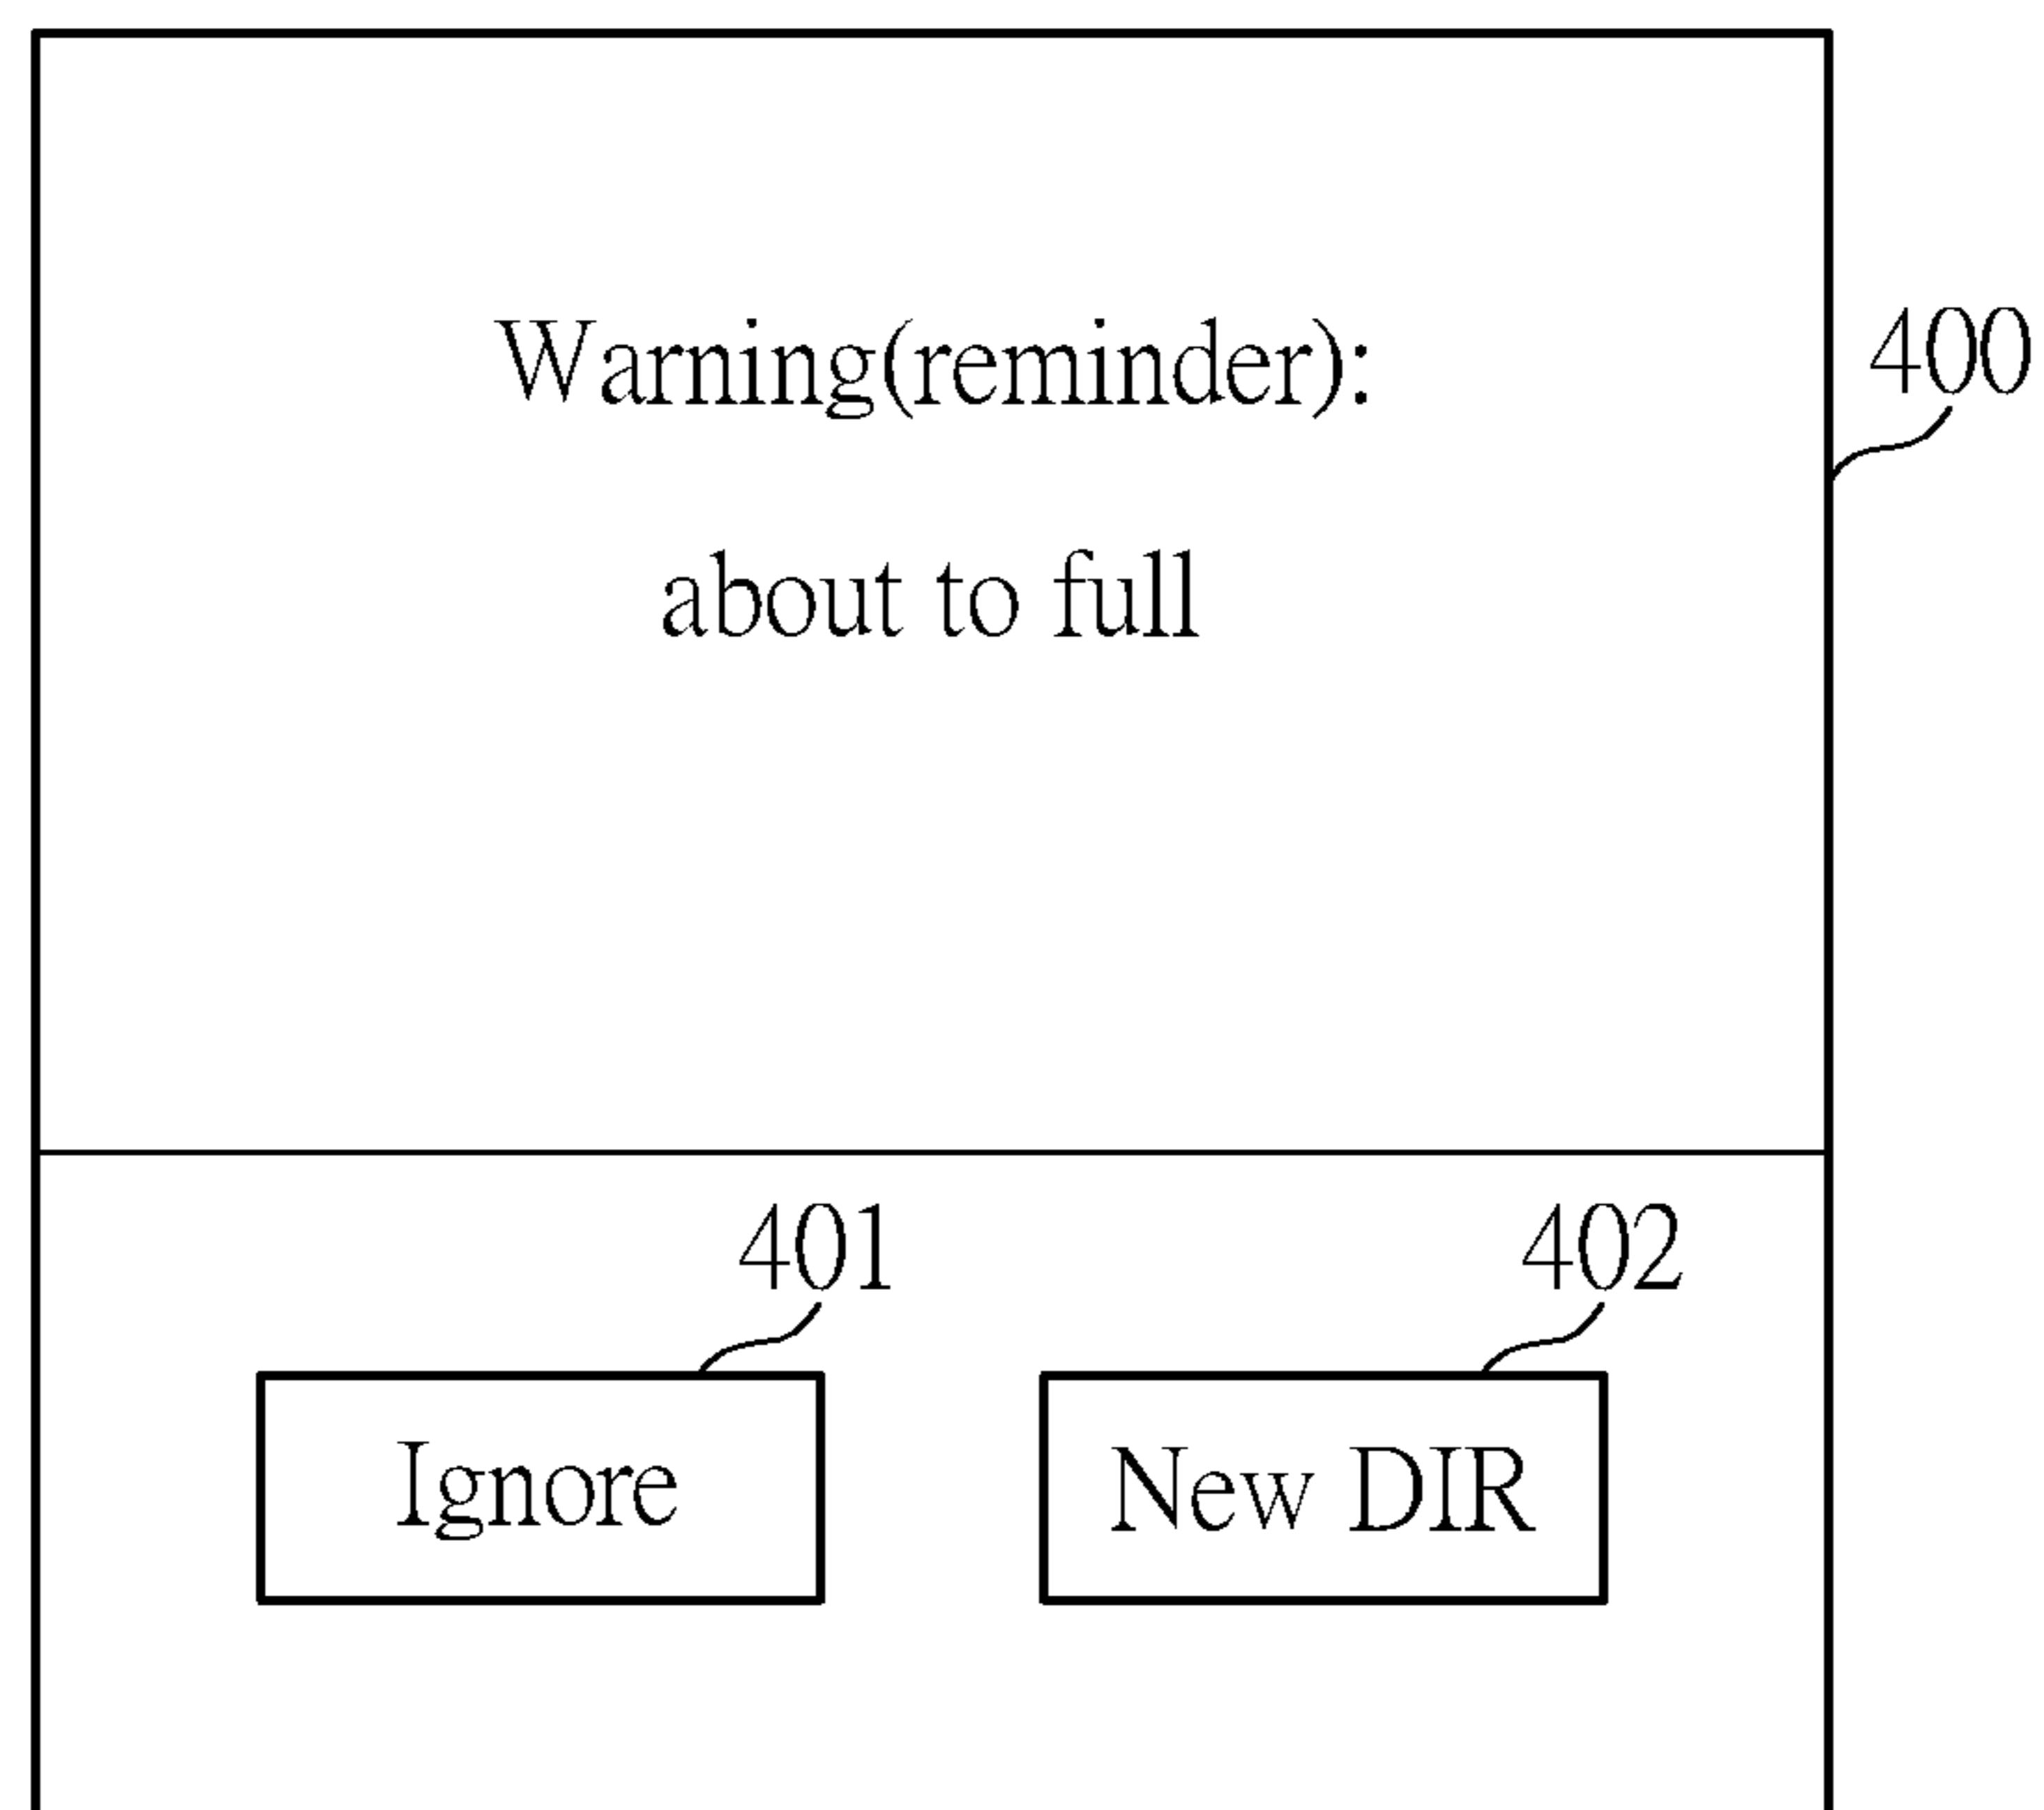 Warning(reminder):
400
about to full
401
402
Ignore
New DIR